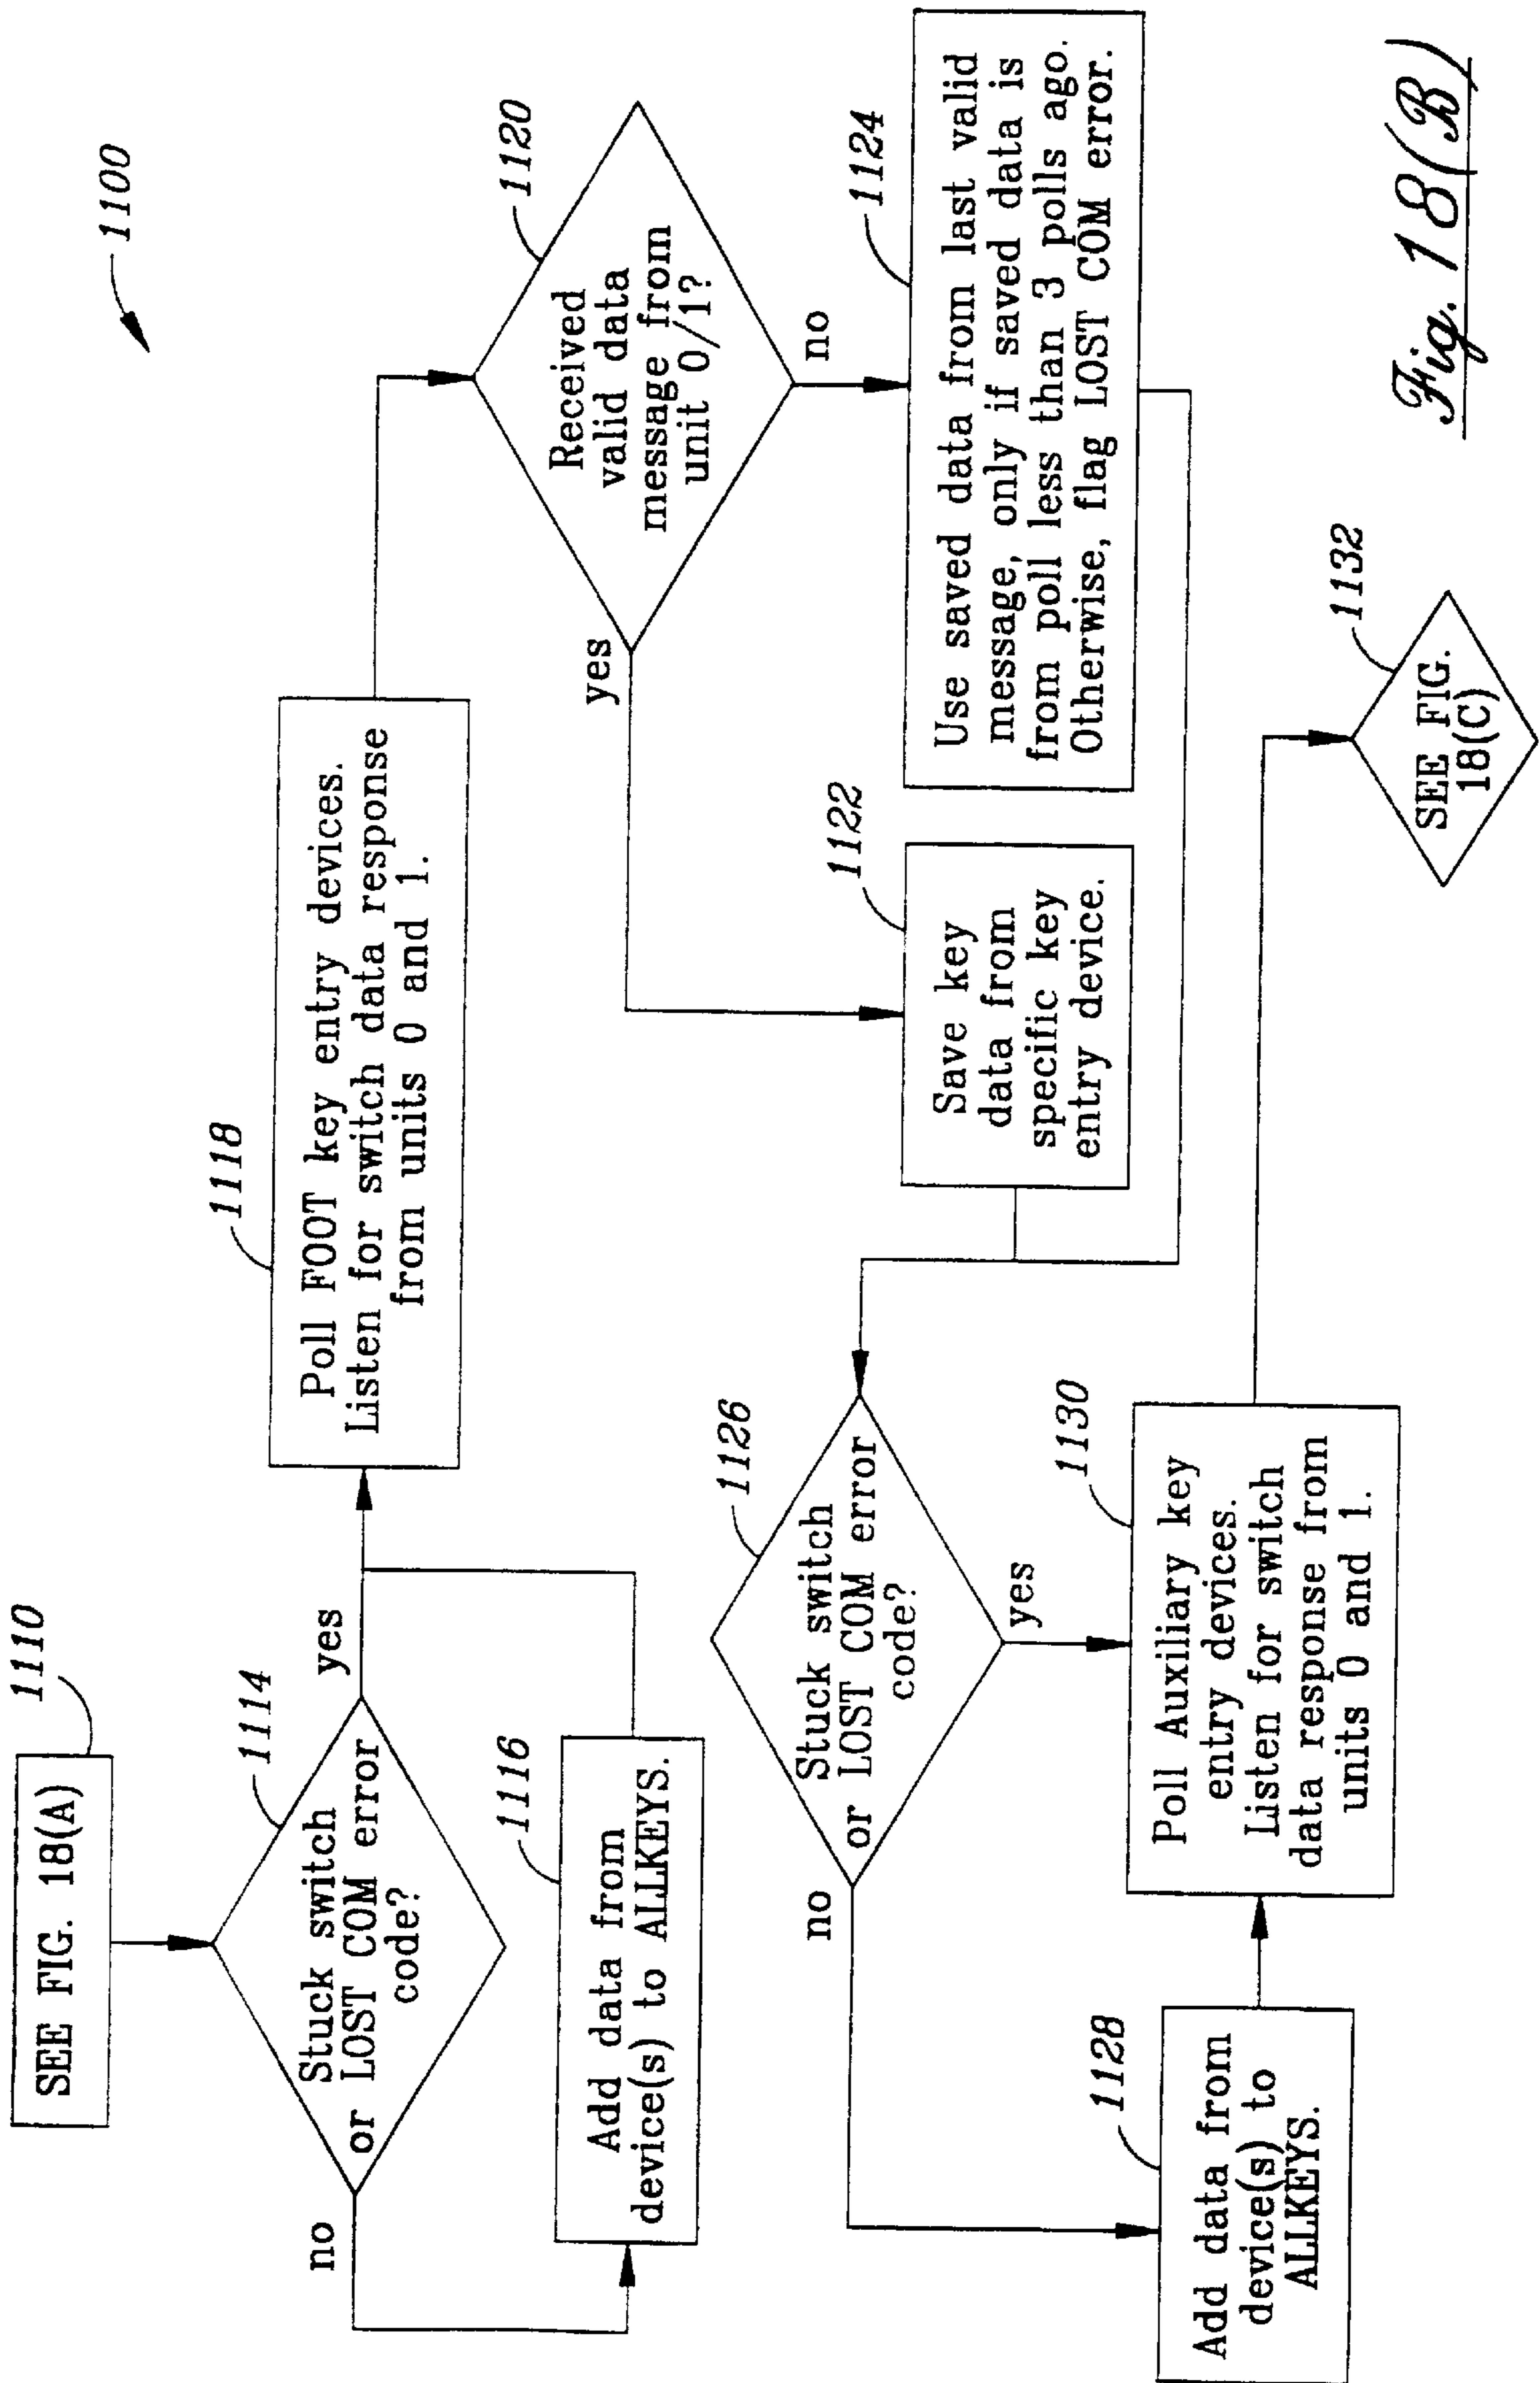 1100
1110
SEE FIG. 18(A)
1114
Stuck switch
or LOST COM error
code?
yes
no
1116
Add data from
device(s) to ALLKEYS.
1118
Poll FOOT key entry devices.
Listen for switch data response
from units 0 and 1.
1120
Received
valid data
message from
unit 0/1?
yes
no
1122
Save key
data from
specific key
entry device.
1124
Use saved data from last valid
message, only if saved data is
from poll less than 3 polls ago.
Otherwise, flag LOST COM error.
1126
Stuck switch
or LOST COM error
code?
no
yes
1128
Add data from
device(s) to
ALLKEYS.
1130
Poll Auxiliary key
entry devices.
Listen for switch
data response from
units 0 and 1.
1132
SEE FIG.
18(C)
Fig. 18(B)